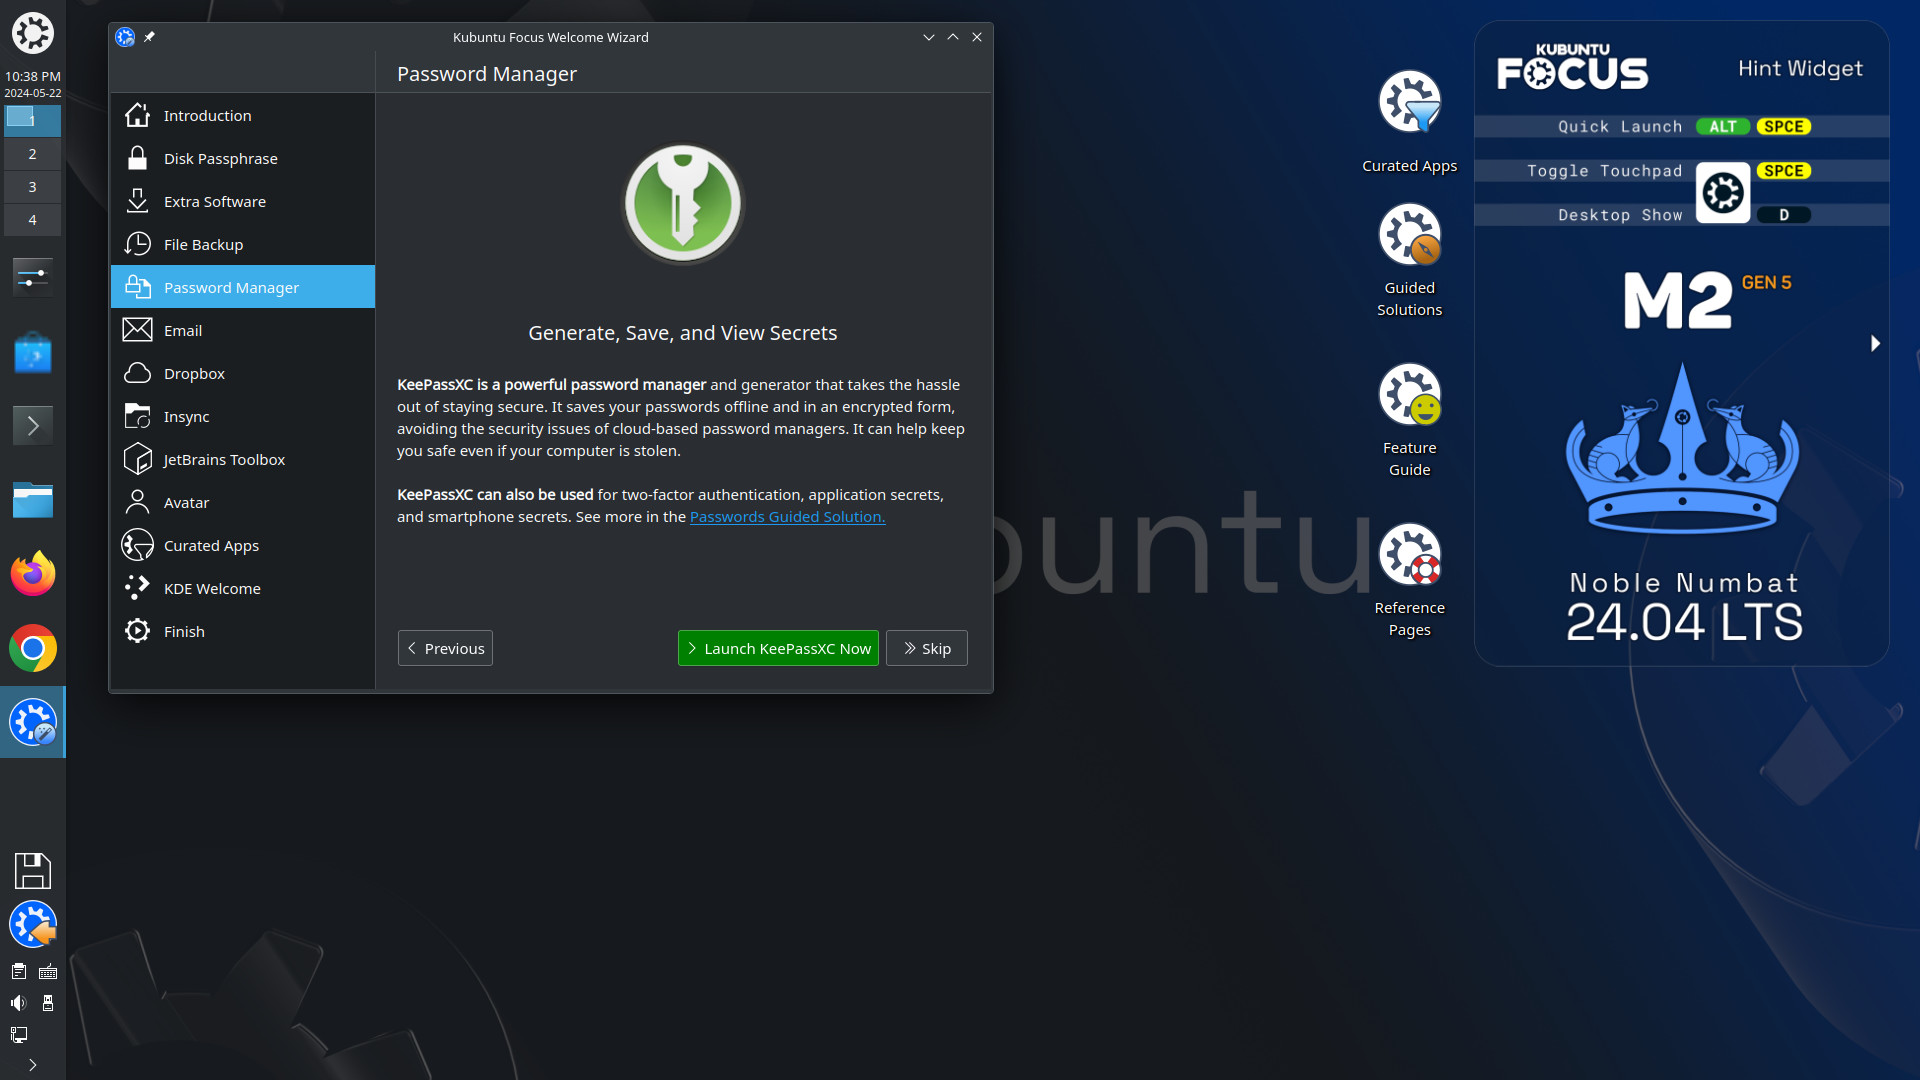 10:38 PM
2024-05-22
1
2
3
4
Kubuntu Focus Welcome Wizard
Password Manager
Introduction
Disk Passphrase
Extra Software
File Backup
Password Manager
Email
Dropbox
Insync
JetBrains Toolbox
Avatar
Curated Apps
KDE Welcome
Finish
Generate, Save, and View Secrets
KeePassXC is a powerful password manager and generator that takes the hassle
out of staying secure. It saves your passwords offline and in an encrypted form,
avoiding the security issues of cloud-based password managers. It can help keep
you safe even if your computer is stolen.
KeePassXC can also be used for two-factor authentication, application secrets,
and smartphone secrets. See more in the Passwords Guided Solution.
Previous
Launch KeePassXC Now
Skip
buntu
Curated Apps
Guided
Solutions
Feature
Guide
Reference
Pages
KUBUNTU
FOCUS
Hint Widget
Quick Launch ALT SPCE
Toggle Touchpad SPCE
Desktop Show D
M2 GEN 5
Noble Numbat
24.04 LTS